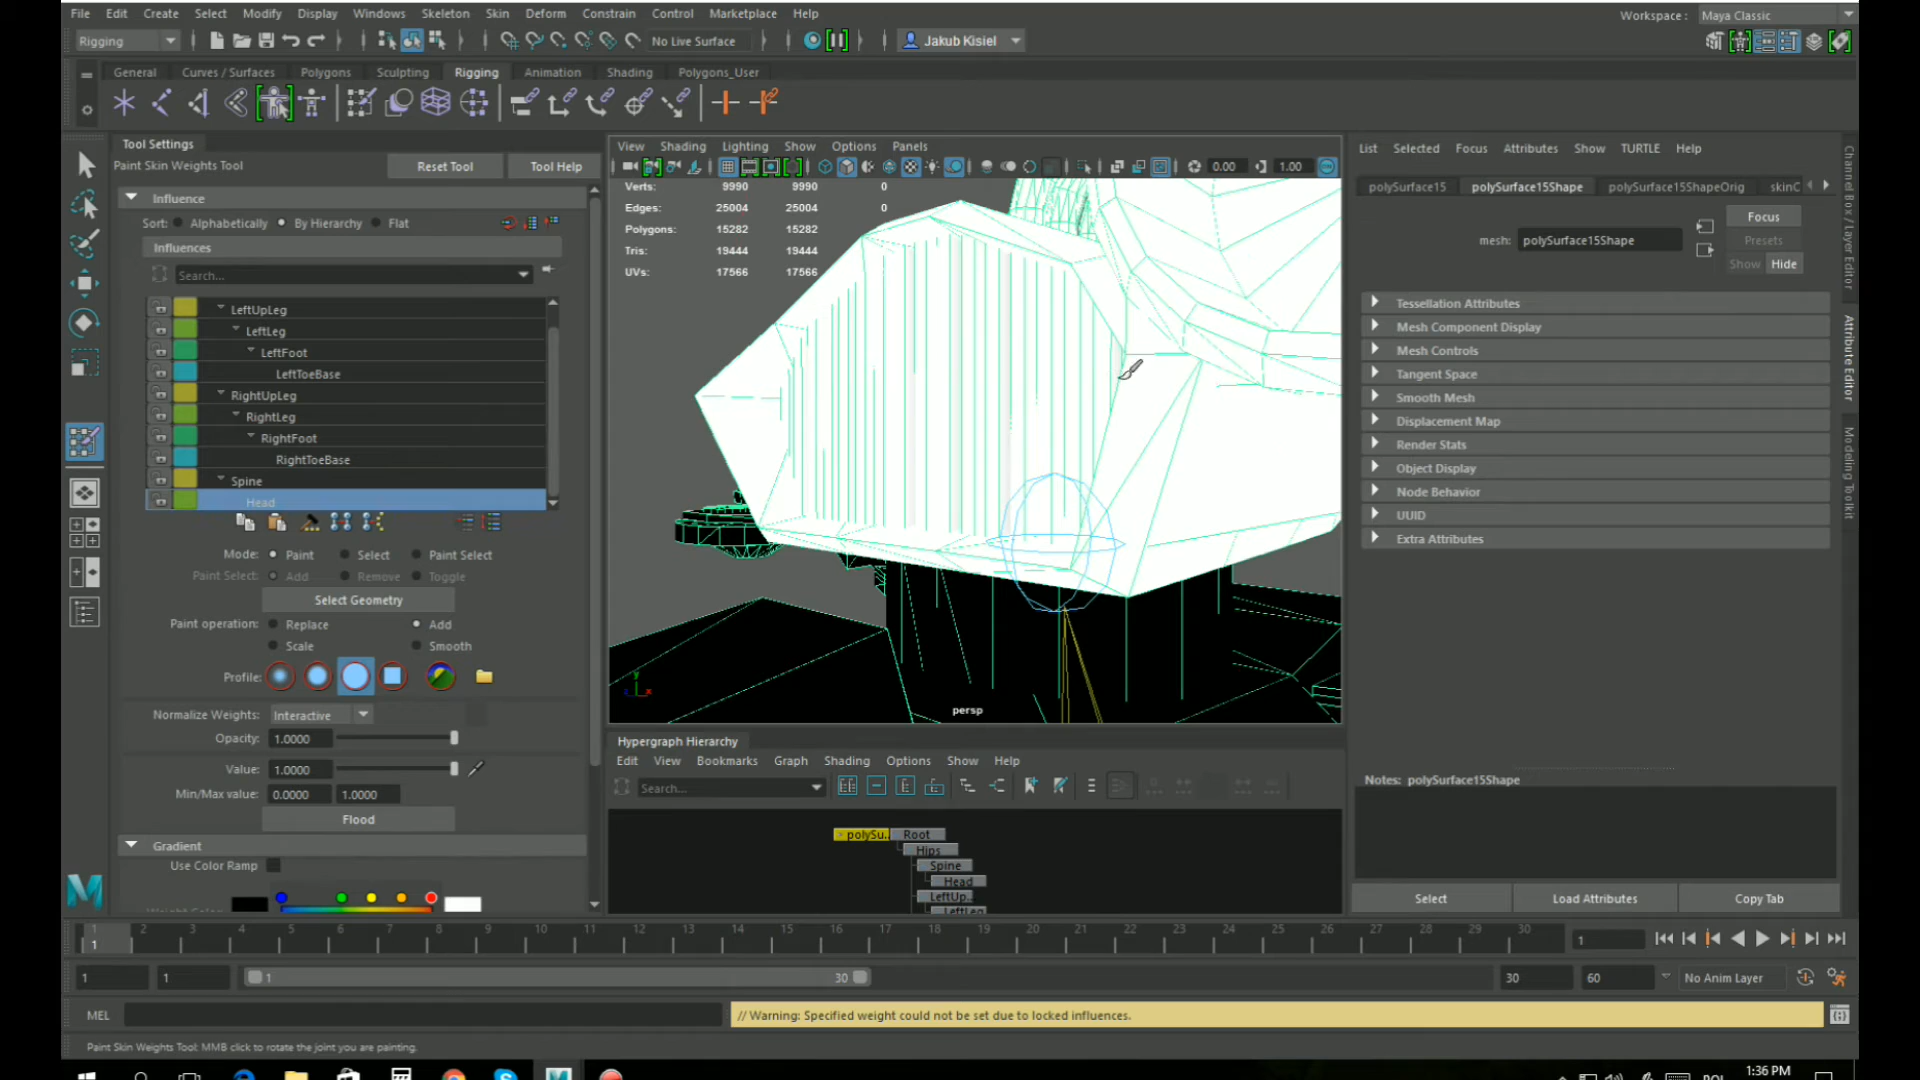 File Edit Create Select Modify Display Windows Skeleton Skin Deform Constrain Control Marketplace Help
Workspace : Maya Classic
Rigging No Live Surface Jakub Kisiel
General Curves / Surfaces Polygons Sculpting Rigging Animation Shading Polygons_User
Tool Settings
Paint Skin Weights Tool Reset Tool Tool Help
Influence
Sort: Alphabetically By Hierarchy Flat
Influences
Search...
LeftUpLeg
LeftLeg
LeftFoot
LeftToeBase
RightUpLeg
RightLeg
RightFoot
RightToeBase
Spine
Head
Mode: Paint Select Paint Select
Paint Select: Add Remove Toggle
Select Geometry
Paint operation: Replace Add
Scale Smooth
Profile:
Normalize Weights: Interactive
Opacity: 1.0000
Value: 1.0000
Min/Max value: 0.0000 1.0000
Flood
Gradient
Use Color Ramp
View Shading Lighting Show Options Panels
0.00 1.00
Verts: 9990 9990 0
Edges: 25004 25004 0
Polygons: 15282 15282
Tris: 19444 19444
UVs: 17566 17566
y
x
persp
Hypergraph Hierarchy
Edit View Bookmarks Graph Shading Options Show Help
Search...
polySu.. Root
Hips
Spine
Head
LeftUp..
LeftLeg
List Selected Focus Attributes Show TURTLE Help
polySurface15 polySurface15Shape polySurface15ShapeOrig skinC
Focus
mesh: polySurface15Shape Presets
Show Hide
Tessellation Attributes
Mesh Component Display
Mesh Controls
Tangent Space
Smooth Mesh
Displacement Map
Render Stats
Object Display
Node Behavior
UUID
Extra Attributes
Notes: polySurface15Shape
Select Load Attributes Copy Tab
Channel Box / Layer Editor
Attribute Editor
Modeling Toolkit
1 2 3 4 5 6 7 8 9 10 11 12 13 14 15 16 17 18 19 20 21 22 23 24 25 26 27 28 29 30
1 1
1 1 1 30 30 60 No Anim Layer
MEL // Warning: Specified weight could not be set due to locked influences.
Paint Skin Weights Tool: MMB click to rotate the joint you are painting.
1:36 PM